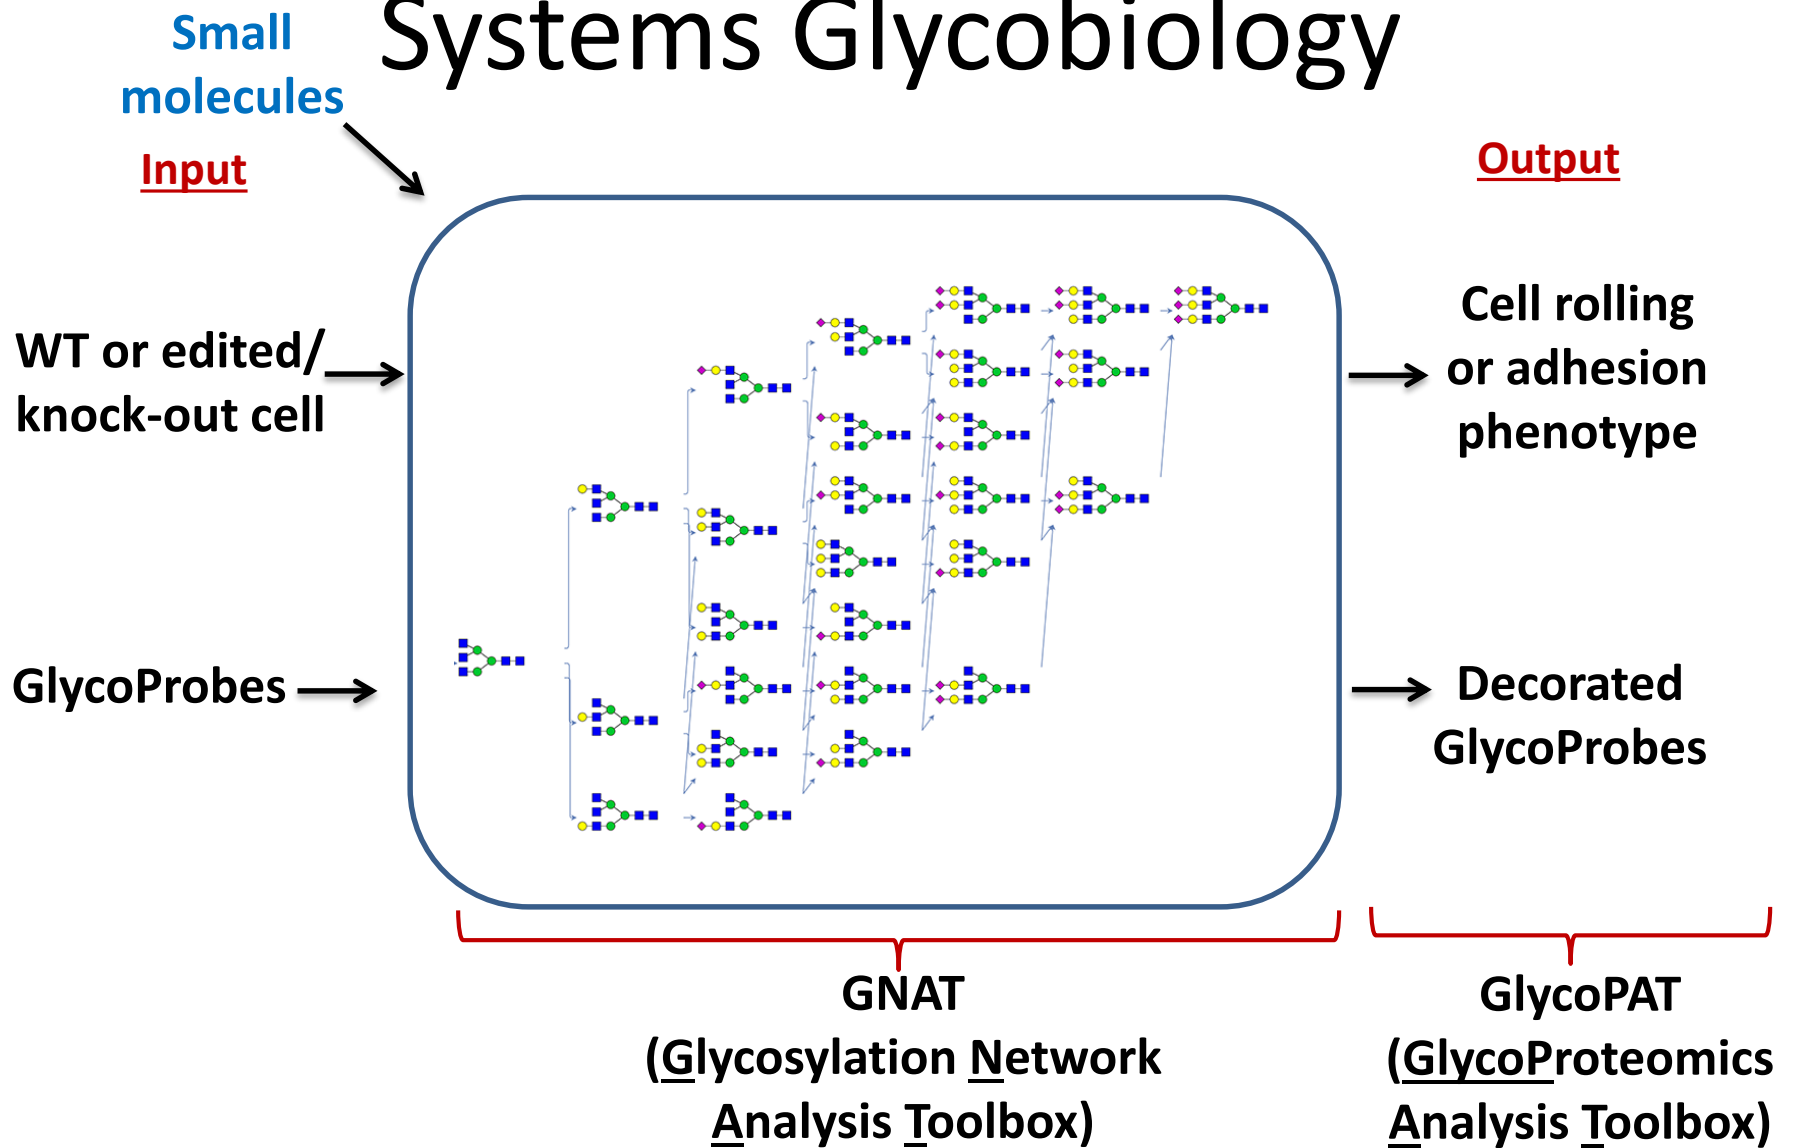 Systems Glycobiology
Small
molecules
Input
Output
WT or edited/
knock-out cell
GlycoProbes
Cell rolling
or adhesion
phenotype
Decorated
GlycoProbes
GNAT
(Glycosylation Network
Analysis Toolbox)
GlycoPAT
(GlycoProteomics
Analysis Toolbox)